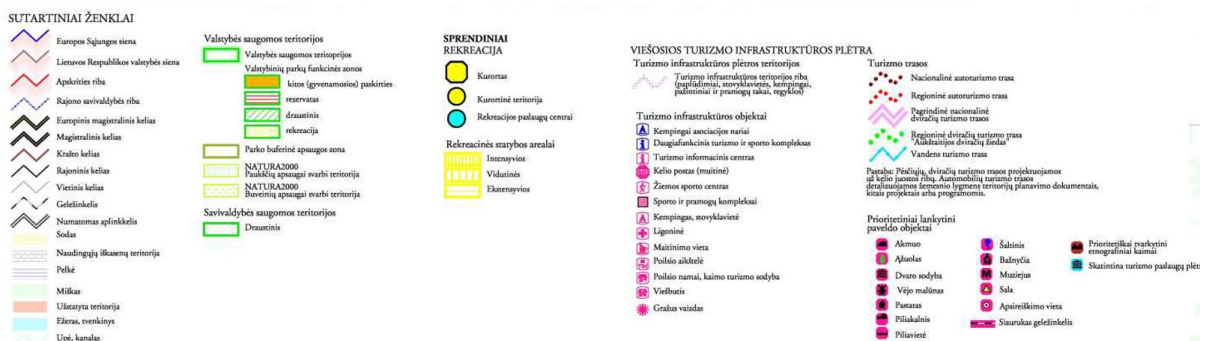 SUTARTINIAI ŽENKLAI
Europos Sąjungos siena
Lietuvos Respublikos valstybės siena
Apskrities riba
Rajono savivaldybės riba
Europinis magistralinis kelias
Magistralinis kelias
Krašto kelias
Rajoninis kelias
Vietinis kelias
Geležinkelis
Numatomas aplinkkelis
Sodas
Naudingųjų iškasenų teritorija
Pelkė
Miškas
Užstatyta teritorija
Ežeras, tvenkinys
Upė, kanalas
Valstybės saugomos teritorijos
Valstybės saugomos teritoprijos
Valstybinių parkų funkcinės zonos
kitos (gyvenamosios) paskirties
rezervatas
draustinis
rekreacija
Parko buferinė apsaugos zona
NATURA2000
Paukščių apsaugai svarbi teritorija
NATURA2000
Buveinių apsaugai svarbi teritorija
Savivaldybės saugomos teritorijos
Draustinis
SPRENDINIAI
REKREACIJA
Kurortas
Kurortinė teritorija
Rekreacijos paslaugų centrai
Rekreacinės statybos arealai
Intensyvios
Vidutinės
Ekstensyvios
VIEŠOSIOS TURIZMO INFRASTRUKTŪROS PLĖTRA
Turizmo infrastruktūros plėtros teritorijos
Turizmo infrastruktūros teritorijos riba
(paplūdimiai, stovyklavietės, kempingai,
pažintiniai ir pramogų takai, regyklos)
Turizmo infrastruktūros objektai
Kempingai asociacijos nariai
Daugiafunkcinis turizmo ir sporto kompleksas
Turizmo informacinis centras
Kelio postas (muitinė)
Žiemos sporto centras
Sporto ir pramogų kompleksai
Kempingas, stovyklavietė
Ligoninė
Maitinimo vieta
Poilsio aikštelė
Poilsio namai, kaimo turizmo sodyba
Viešbutis
Gražus vaizdas
Turizmo trasos
Nacionalinė autoturizmo trasa
Regioninė autoturizmo trasa
Pagrindinė nacionalinė
dviračių turizmo trasos
Regioninė dviračių turizmo trasa
"Aukštaitijos dviračių žiedas"
Vandens turizmo trasa
Pastaba: Pėsčiųjų, dviračių turizmo trasos projektuojamos
už kelio juostos ribų. Automobilių turizmo trasos
detalizuojamos žemesnio lygmens teritorijų planavimo dokumentais,
kitais projektais arba programomis.
Prioritetiniai lankytini
paveldo objektai
Akmuo
Ąžuolas
Dvaro sodyba
Vėjo malūnas
Pastatas
Piliakalnis
Piliavietė
Šaltinis
Bažnyčia
Muziejus
Sala
Apsireiškimo vieta
Siaurukas geležinkelis
Prioritetiškai tvarkytini
etnografiniai kaimai
Skatintina turizmo paslaugų plėt